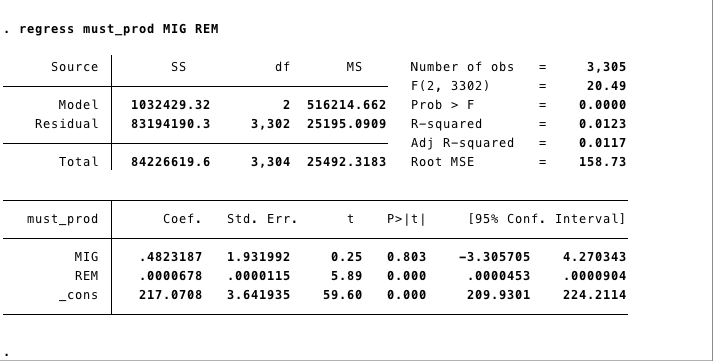 . regress must_prod MIG REM
Source SS df MS Number of obs = 3,305
F(2, 3302) = 20.49
Model 1032429.32 2 516214.662 Prob > F = 0.0000
Residual 83194190.3 3,302 25195.0909 R-squared = 0.0123
Adj R-squared = 0.0117
Total 84226619.6 3,304 25492.3183 Root MSE = 158.73
must_prod Coef. Std. Err. t P>|t| [95% Conf. Interval]
MIG .4823187 1.931992 0.25 0.803 -3.305705 4.270343
REM .0000678 .0000115 5.89 0.000 .0000453 .0000904
_cons 217.0708 3.641935 59.60 0.000 209.9301 224.2114
.